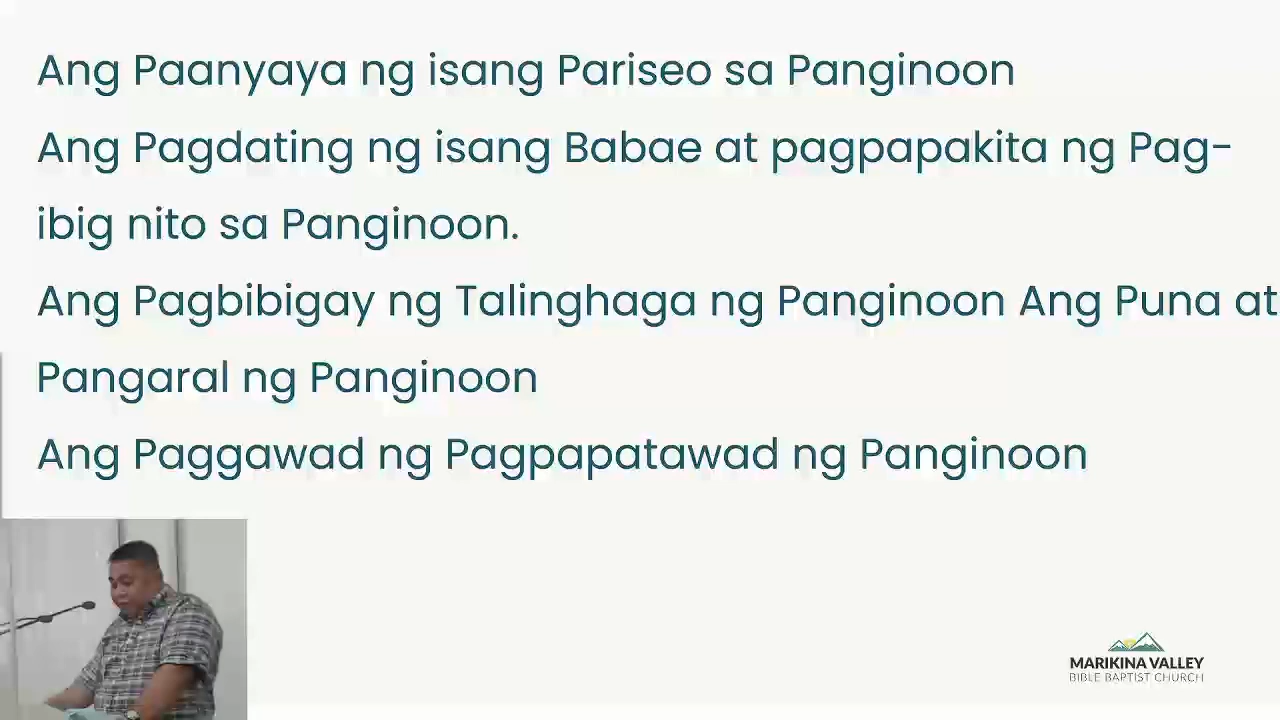 Ang Paanyaya ng isang Pariseo sa Panginoon
Ang Pagdating ng isang Babae at pagpapakita ng Pag-
ibig nito sa Panginoon.
Ang Pagbibigay ng Talinghaga ng Panginoon Ang Puna at
Pangaral ng Panginoon
Ang Paggawad ng Pagpapatawad ng Panginoon
MARIKINA VALLEY
BIBLE BAPTIST CHURCH